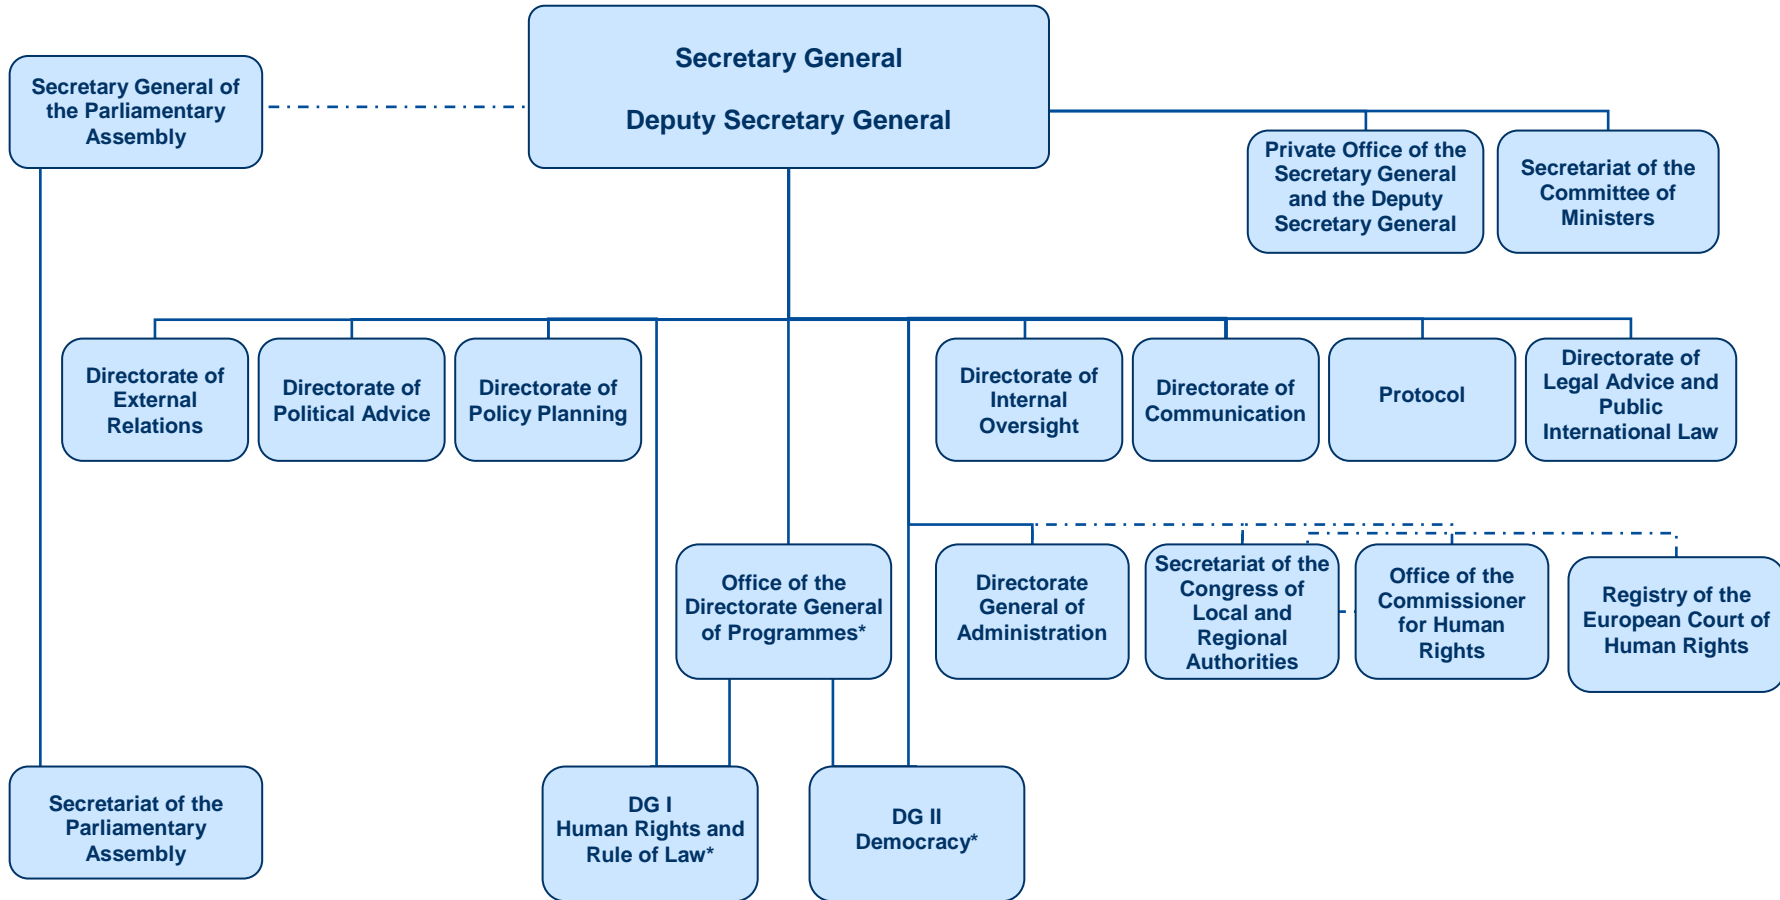 Secretary General
Deputy Secretary General
Secretary General of
the Parliamentary
Assembly
Private Office of the
Secretary General
and the Deputy
Secretary General
Secretariat of the
Committee of
Ministers
Directorate of
External
Relations
Directorate of
Political Advice
Directorate of
Policy Planning
Directorate of
Internal
Oversight
Directorate of
Communication
Protocol
Directorate of
Legal Advice and
Public
International Law
Office of the
Directorate General
of Programmes*
Directorate
General of
Administration
Secretariat of the
Congress of
Local and
Regional
Authorities
Office of the
Commissioner
for Human
Rights
Registry of the
European Court of
Human Rights
Secretariat of the
Parliamentary
Assembly
DG I
Human Rights and
Rule of Law*
DG II
Democracy*